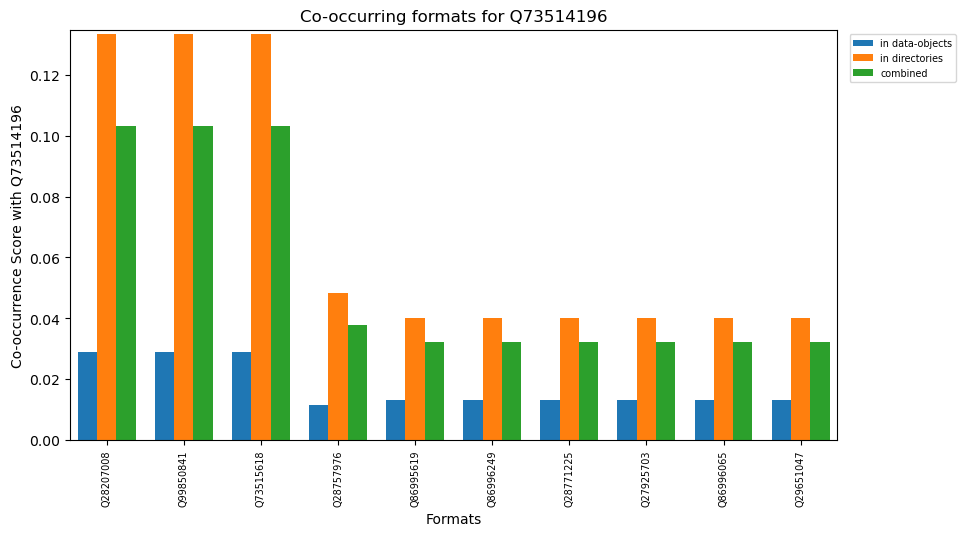 Co-occurring formats for Q73514196
in data-objects
in directories
combined
Co-occurrence Score with Q73514196
0.12
0.10
0.08
0.06
0.04
0.02
0.00
Q28207008
Q99850841
Q73515618
Q28757976
Q86995619
Q86996249
Q28771225
Q27925703
Q86996065
Q29651047
Formats